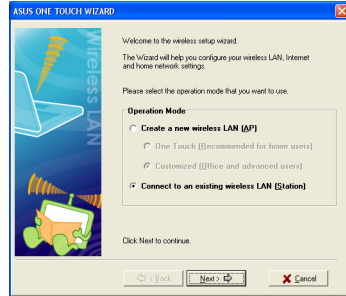 ASUS ONE TOUCH WIZARD
Wireless LAN
Welcome to the wireless setup wizard.
The Wizard will help you configure your wireless LAN, Internet
and home network settings.
Please select the operation mode that you want to use.
Operation Mode
Create a new wireless LAN (AP)
One Touch (Recommended for home users)
Customized (Office and advanced users)
Connect to an existing wireless LAN (Station)
Click Next to continue.
< Back
Next >
Cancel